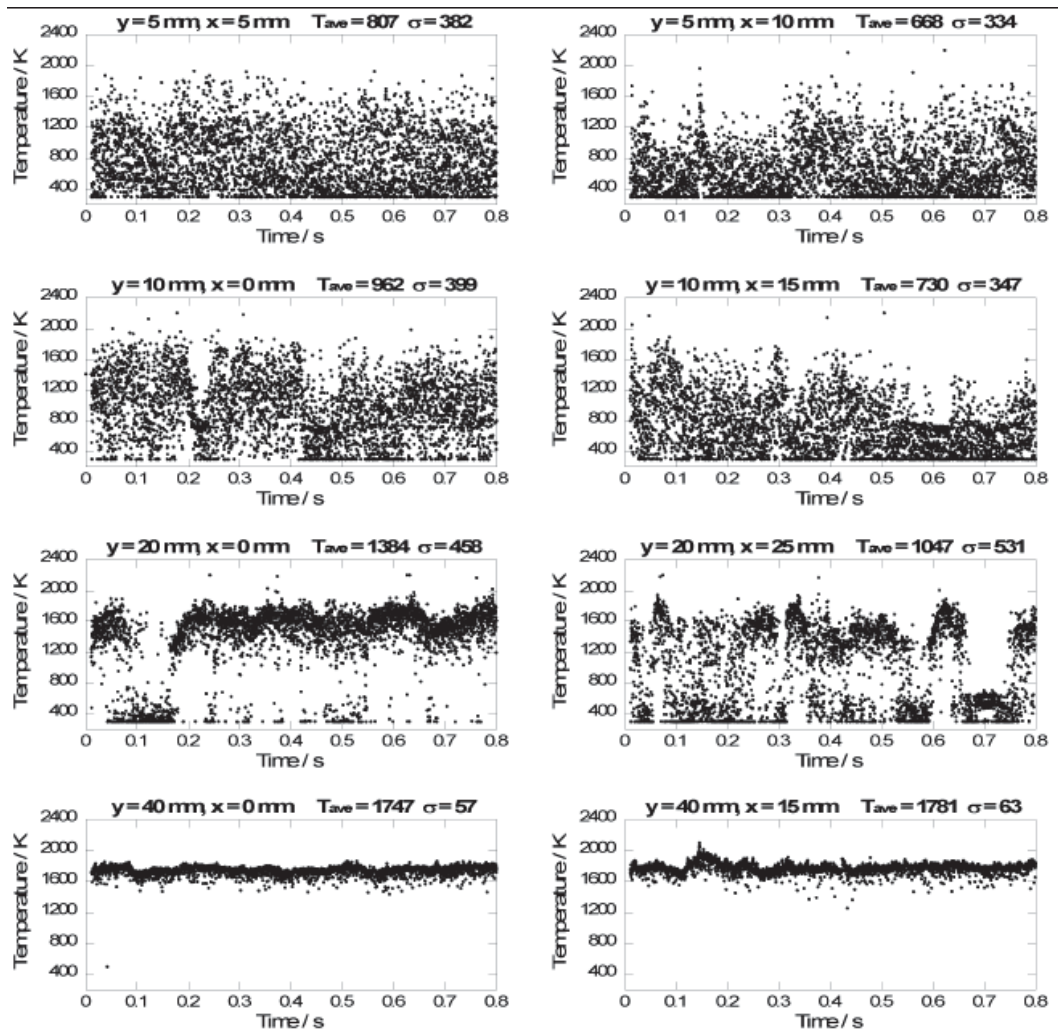 y = 5 mm, x = 5 mm Tave = 807 σ = 382
Temperature / K
2400
2000
1600
1200
800
400
0 0.1 0.2 0.3 0.4 0.5 0.6 0.7 0.8
Time / s
y = 5 mm, x = 10 mm Tave = 668 σ = 334
Temperature / K
2400
2000
1600
1200
800
400
0 0.1 0.2 0.3 0.4 0.5 0.6 0.7 0.8
Time / s
y = 10 mm, x = 0 mm Tave = 962 σ = 399
Temperature / K
2400
2000
1600
1200
800
400
0 0.1 0.2 0.3 0.4 0.5 0.6 0.7 0.8
Time / s
y = 10 mm, x = 15 mm Tave = 730 σ = 347
Temperature / K
2400
2000
1600
1200
800
400
0 0.1 0.2 0.3 0.4 0.5 0.6 0.7 0.8
Time / s
y = 20 mm, x = 0 mm Tave = 1384 σ = 458
Temperature / K
2400
2000
1600
1200
800
400
0 0.1 0.2 0.3 0.4 0.5 0.6 0.7 0.8
Time / s
y = 20 mm, x = 25 mm Tave = 1047 σ = 531
Temperature / K
2400
2000
1600
1200
800
400
0 0.1 0.2 0.3 0.4 0.5 0.6 0.7 0.8
Time / s
y = 40 mm, x = 0 mm Tave = 1747 σ = 57
Temperature / K
2400
2000
1600
1200
800
400
0 0.1 0.2 0.3 0.4 0.5 0.6 0.7 0.8
Time / s
y = 40 mm, x = 15 mm Tave = 1781 σ = 63
Temperature / K
2400
2000
1600
1200
800
400
0 0.1 0.2 0.3 0.4 0.5 0.6 0.7 0.8
Time / s